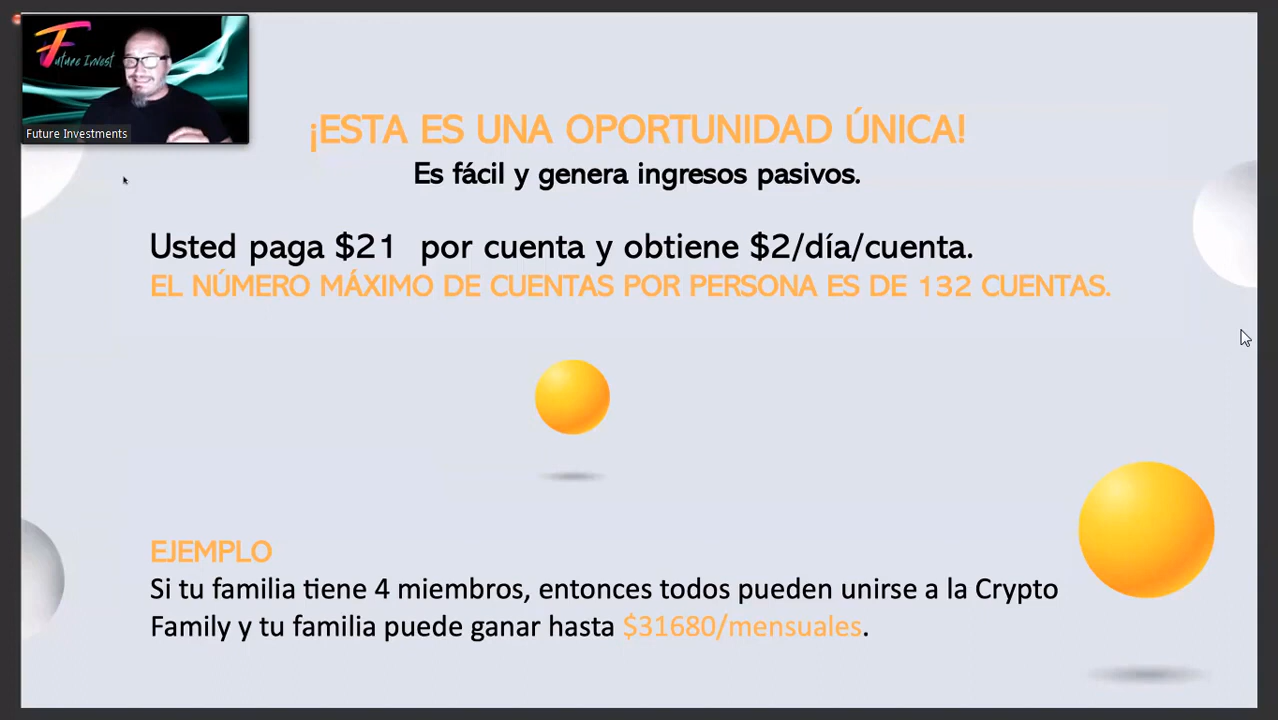 Future Invest
Future Investments
¡ESTA ES UNA OPORTUNIDAD ÚNICA!
Es fácil y genera ingresos pasivos.
Usted paga $21 por cuenta y obtiene $2/día/cuenta.
EL NÚMERO MÁXIMO DE CUENTAS POR PERSONA ES DE 132 CUENTAS.
EJEMPLO
Si tu familia tiene 4 miembros, entonces todos pueden unirse a la Crypto
Family y tu familia puede ganar hasta $31680/mensuales.